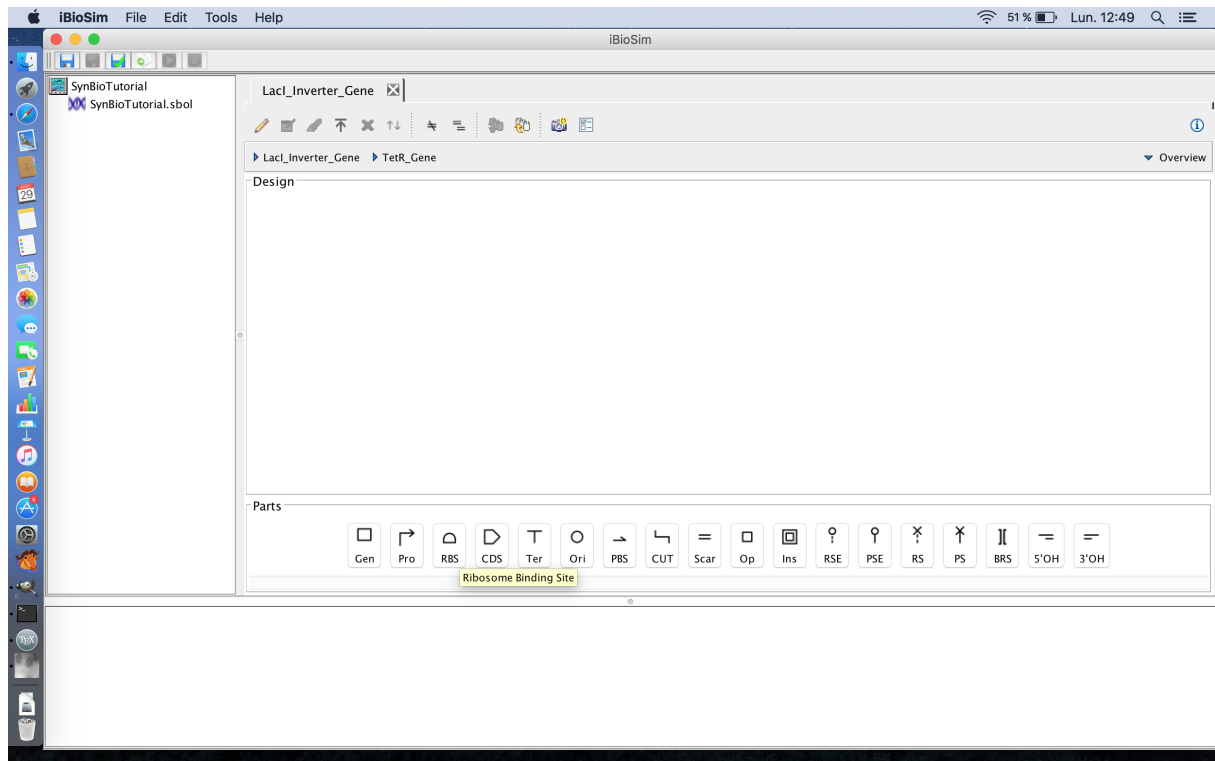 iBioSim File Edit Tools Help 51 % Lun. 12:49
iBioSim
SynBioTutorial
SynBioTutorial.sbol
LacI_Inverter_Gene
LacI_Inverter_Gene TetR_Gene Overview
Design
Parts
Gen Pro RBS CDS Ter Ori PBS CUT Scar Op Ins RSE PSE RS PS BRS 5'OH 3'OH
Ribosome Binding Site
29
TEX